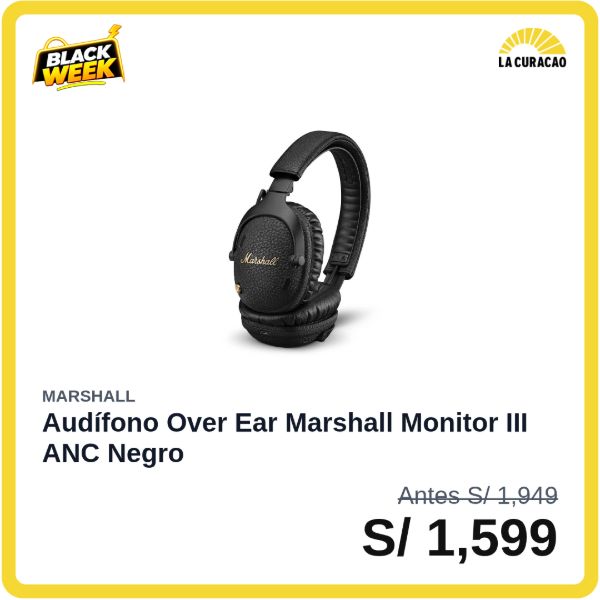 BLACK
WEEK
LA CURACAO
Marshall
MARSHALL
Audífono Over Ear Marshall Monitor III
ANC Negro
Antes S/ 1,949
S/ 1,599